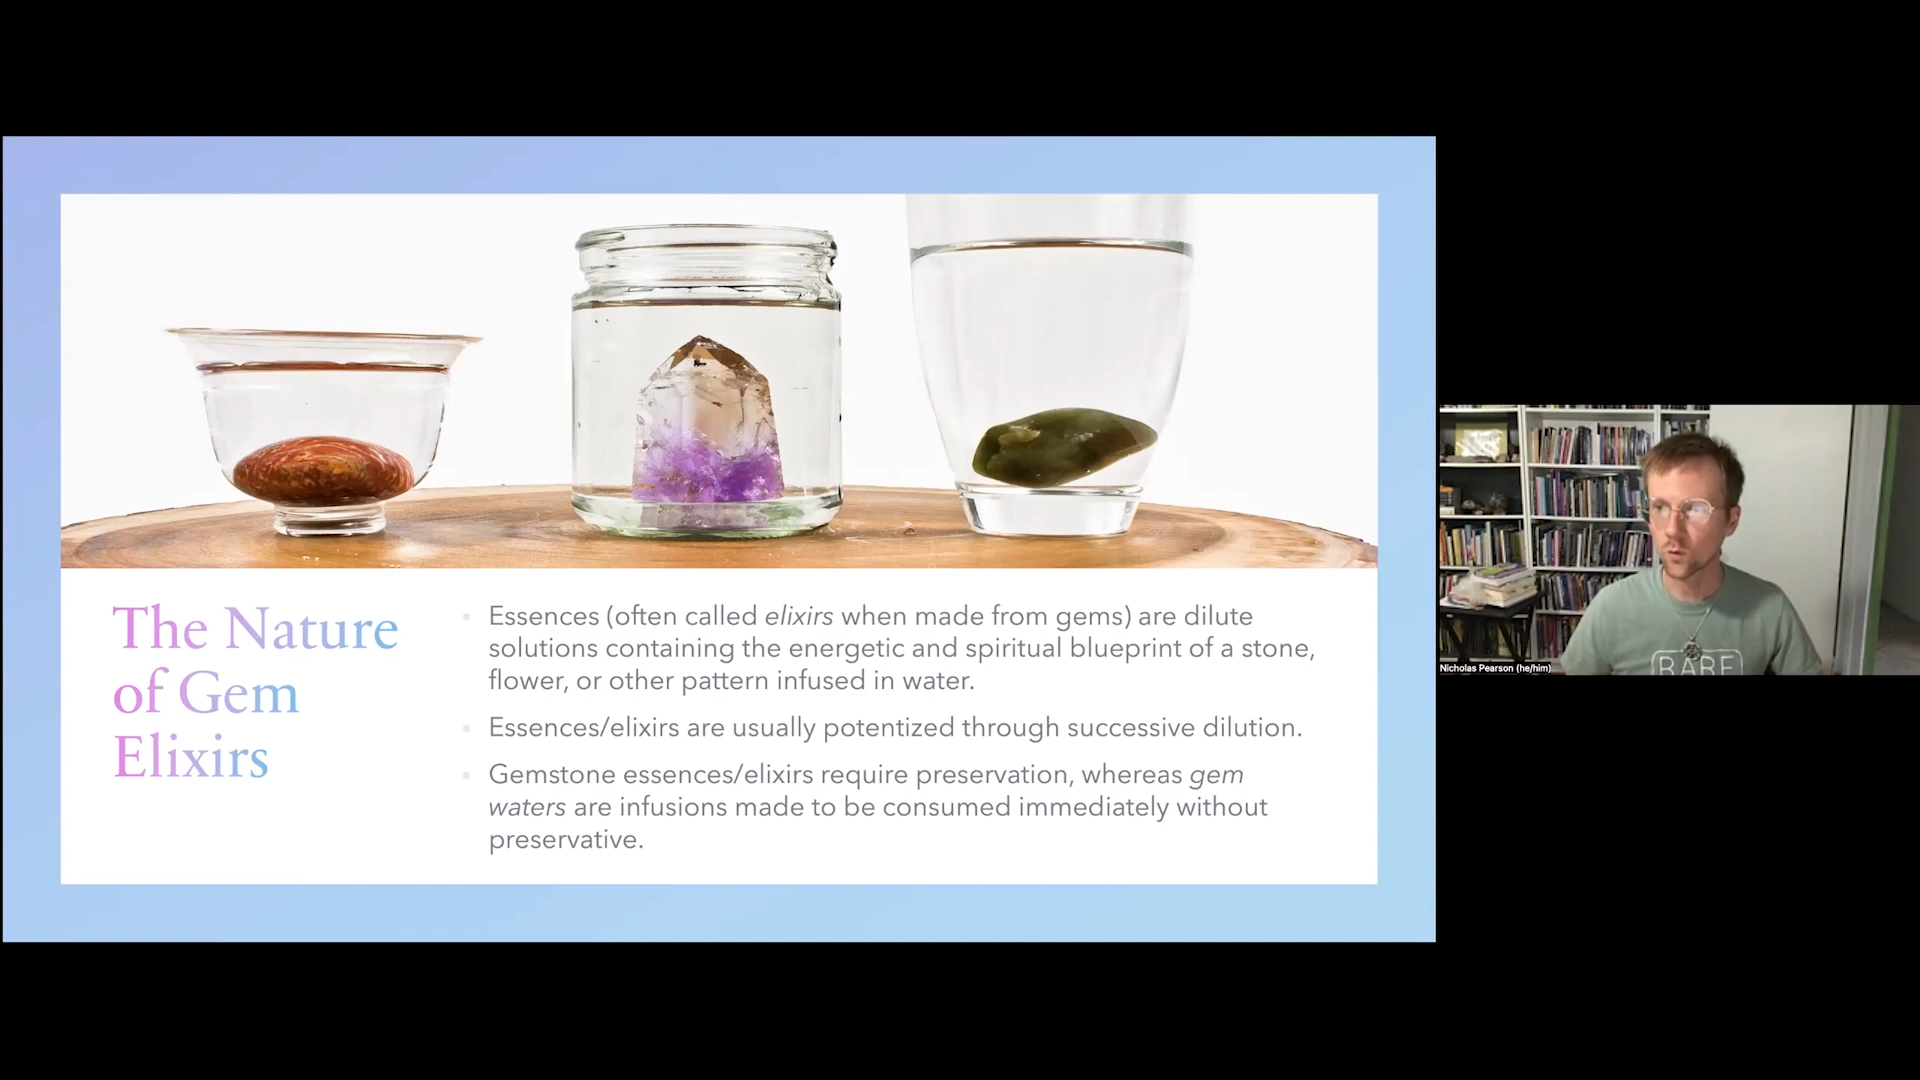 The Nature
of Gem
Elixirs
Essences (often called elixirs when made from gems) are dilute
solutions containing the energetic and spiritual blueprint of a stone,
flower, or other pattern infused in water.
Essences/elixirs are usually potentized through successive dilution.
Gemstone essences/elixirs require preservation, whereas gem
waters are infusions made to be consumed immediately without
preservative.
Nicholas Pearson (he/him)
BABE